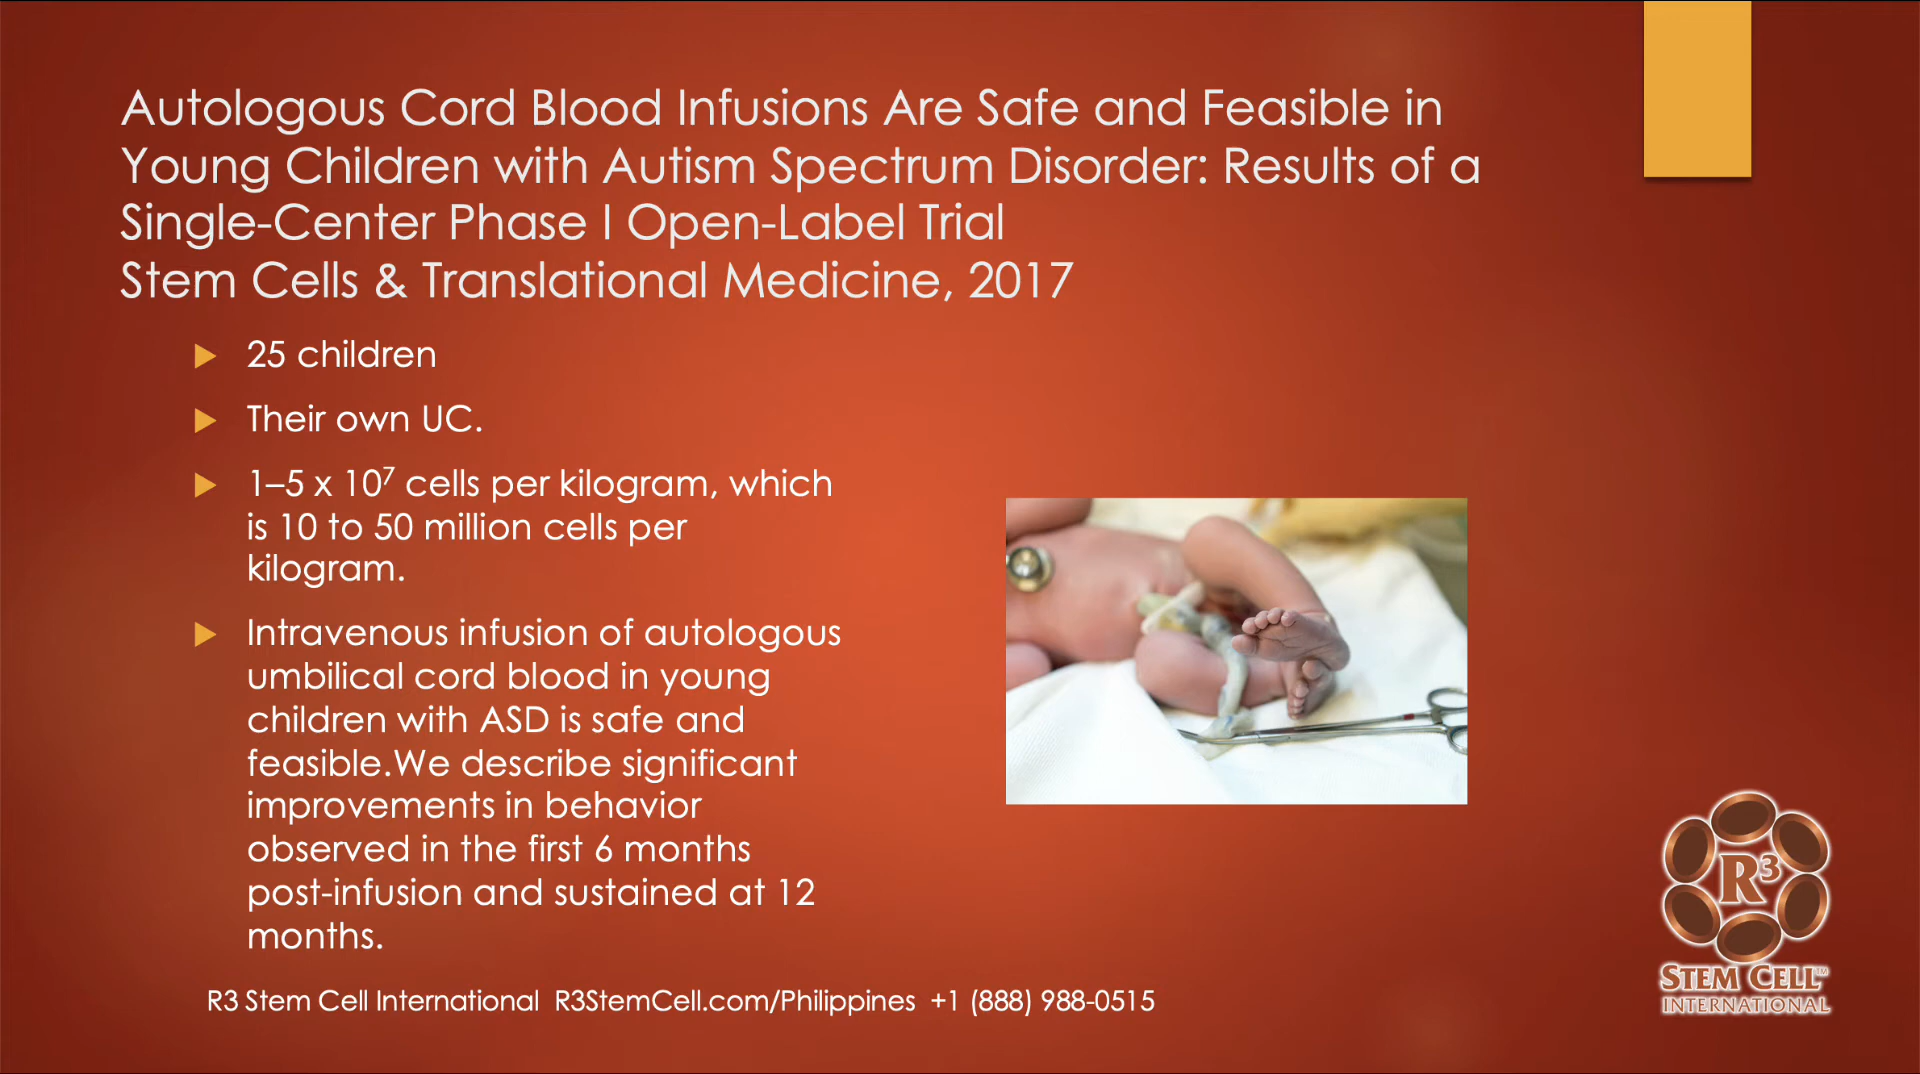 Autologous Cord Blood Infusions Are Safe and Feasible in
Young Children with Autism Spectrum Disorder: Results of a
Single-Center Phase I Open-Label Trial
Stem Cells & Translational Medicine, 2017
25 children
Their own UC.
1–5 x 10⁷ cells per kilogram, which
is 10 to 50 million cells per
kilogram.
Intravenous infusion of autologous
umbilical cord blood in young
children with ASD is safe and
feasible.We describe significant
improvements in behavior
observed in the first 6 months
post-infusion and sustained at 12
months.
R3 Stem Cell International R3StemCell.com/Philippines +1 (888) 988-0515
R³
STEM CELL™
INTERNATIONAL